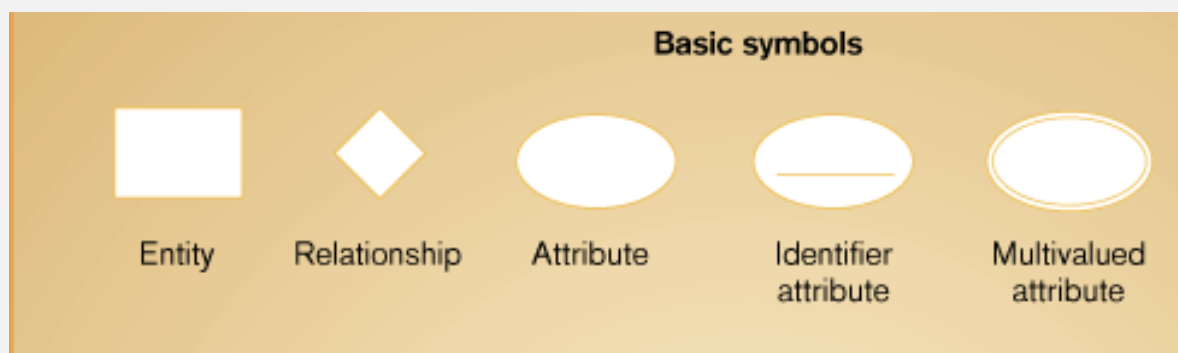 Basic symbols
Entity
Relationship
Attribute
Identifier
attribute
Multivalued
attribute